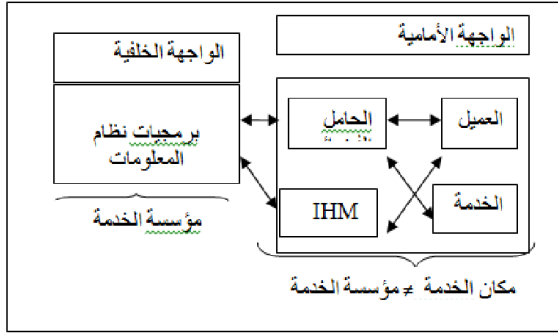 الواجهة الأمامية
الواجهة الخلفية
العميل
الحامل
برمجيات نظام
المعلومات
الخدمة
IHM
مؤسسة الخدمة
مكان الخدمة ≠ مؤسسة الخدمة